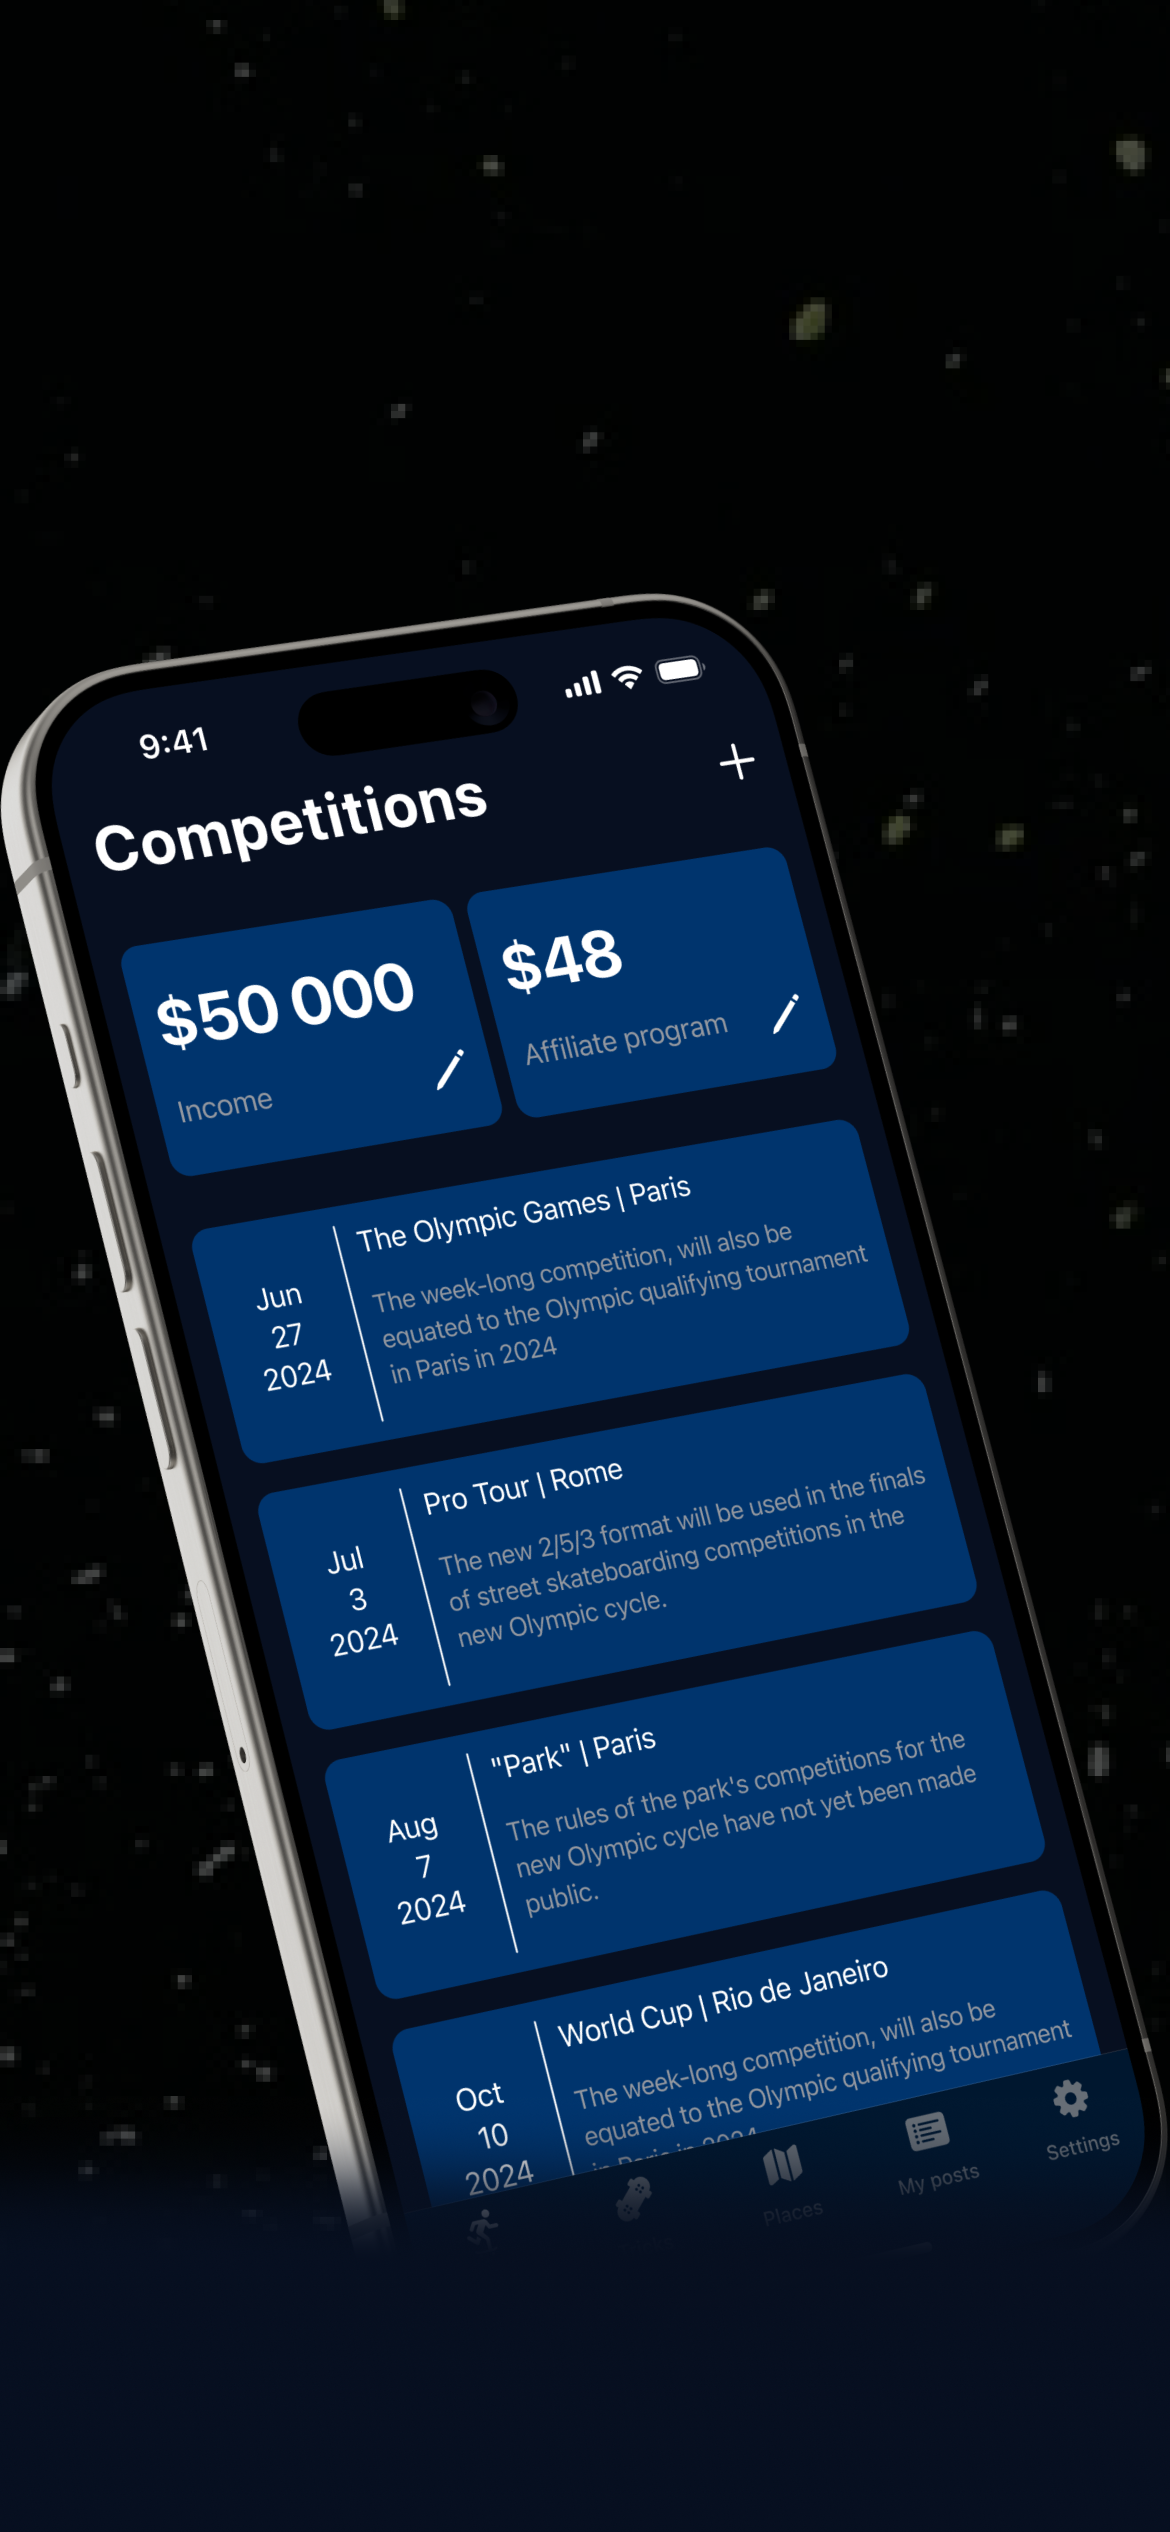 9:41
Competitions
$50 000
Income
$48
Affiliate program
Jun
27
2024
The Olympic Games | Paris
The week-long competition, will also be
equated to the Olympic qualifying tournament
in Paris in 2024
Jul
3
2024
Pro Tour | Rome
The new 2/5/3 format will be used in the finals
of street skateboarding competitions in the
new Olympic cycle.
Aug
7
2024
"Park" | Paris
The rules of the park's competitions for the
new Olympic cycle have not yet been made
public.
Oct
10
2024
World Cup | Rio de Janeiro
The week-long competition, will also be
equated to the Olympic qualifying tournament
in Paris in 2024
Places
My posts
Settings